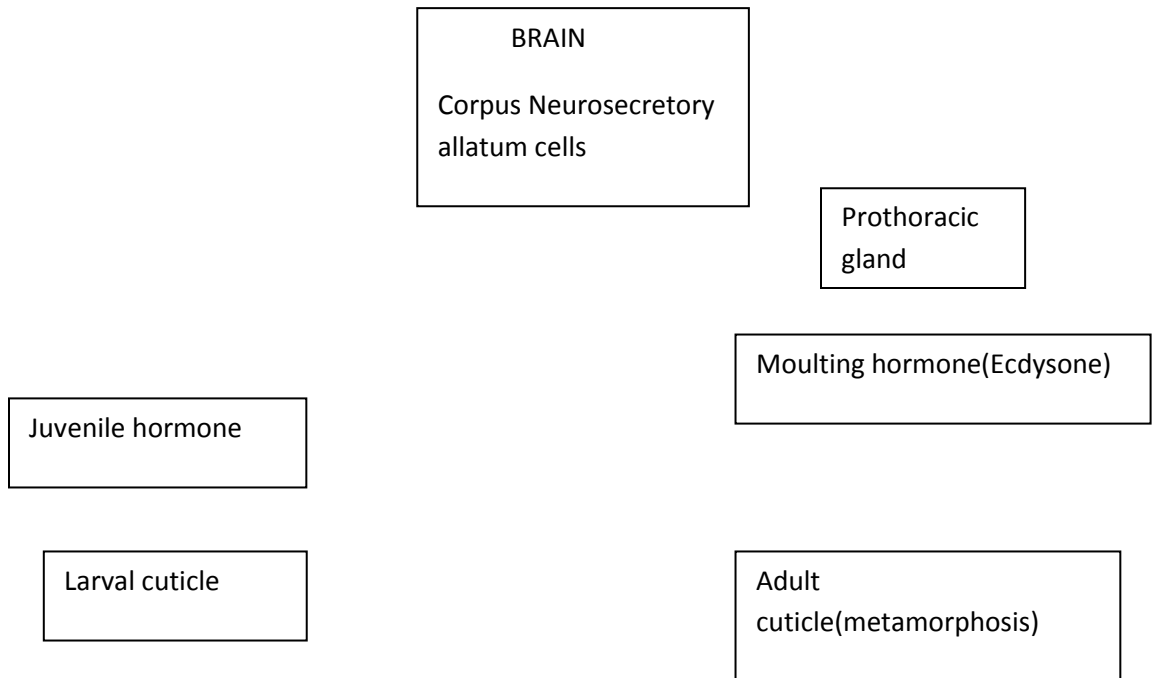 BRAIN
Corpus Neurosecretory
allatum cells
Prothoracic
gland
Moulting hormone(Ecdysone)
Juvenile hormone
Larval cuticle
Adult
cuticle(metamorphosis)